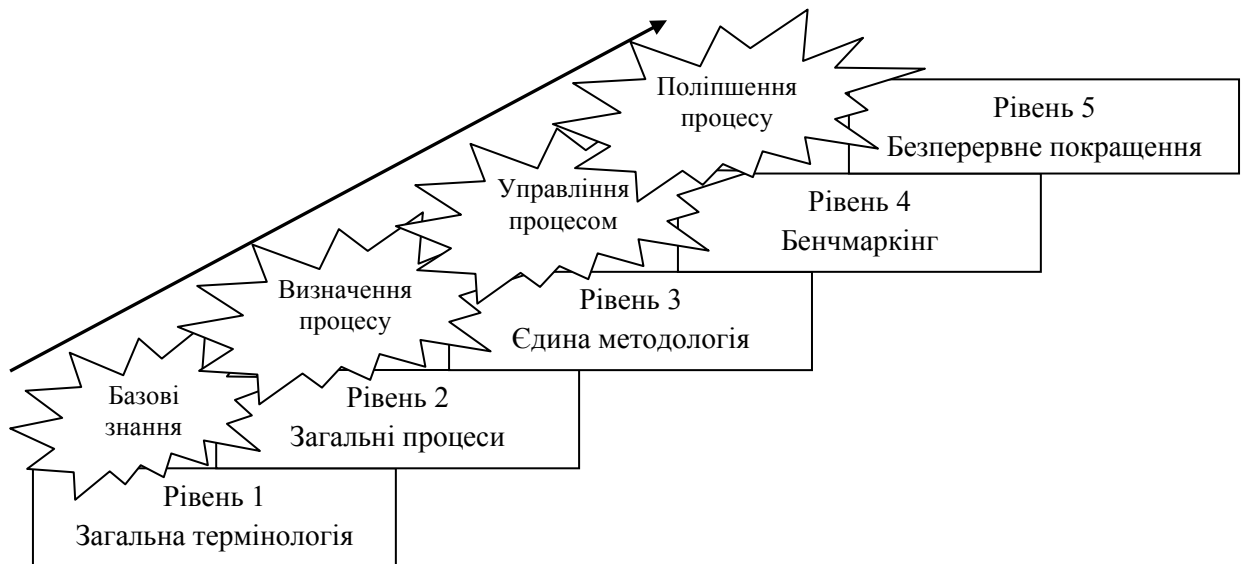 Поліпшення
процесу
Рівень 5
Безперервне покращення
Управління
процесом
Рівень 4
Бенчмаркінг
Визначення
процесу
Рівень 3
Єдина методологія
Базові
знання
Рівень 2
Загальні процеси
Рівень 1
Загальна термінологія